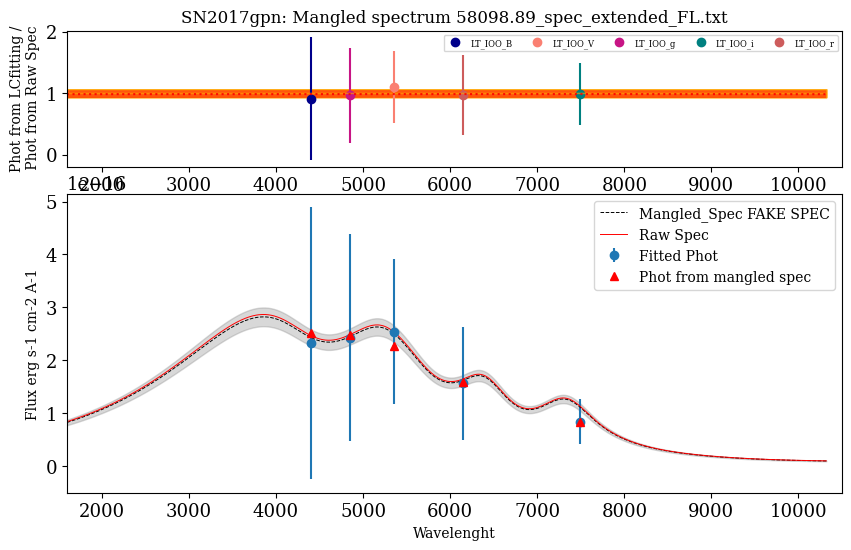 SN2017gpn: Mangled spectrum 58098.89_spec_extended_FL.txt
Phot from LCfitting /
Phot from Raw Spec
2
1
0
LT_IOO_B LT_IOO_V LT_IOO_g LT_IOO_i LT_IOO_r
2000 3000 4000 5000 6000 7000 8000 9000 10000
1e−16
Flux erg s-1 cm-2 A-1
5
4
3
2
1
0
Mangled_Spec FAKE SPEC
Raw Spec
Fitted Phot
Phot from mangled spec
2000 3000 4000 5000 6000 7000 8000 9000 10000
Wavelenght